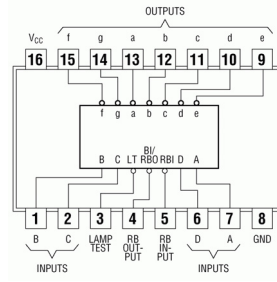 OUTPUTS
VCC f g a b c d e
16 15 14 13 12 11 10 9
f g a b c d e
BI/
B C LT RBO RBI D A
1 2 3 4 5 6 7 8
B C LAMP TEST RB OUT-PUT RB IN-PUT D A GND
INPUTS INPUTS